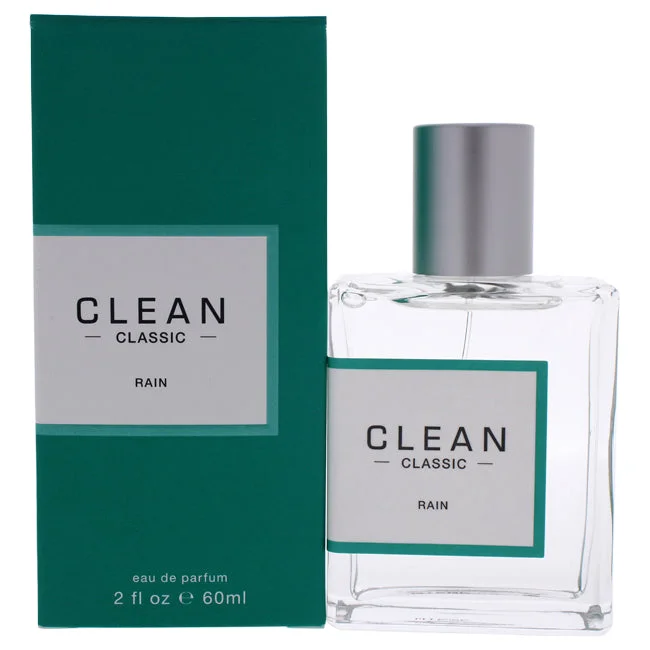 CLEAN
— CLASSIC —
RAIN
eau de parfum
2 fl oz ℮ 60ml
CLEAN
— CLASSIC —
RAIN